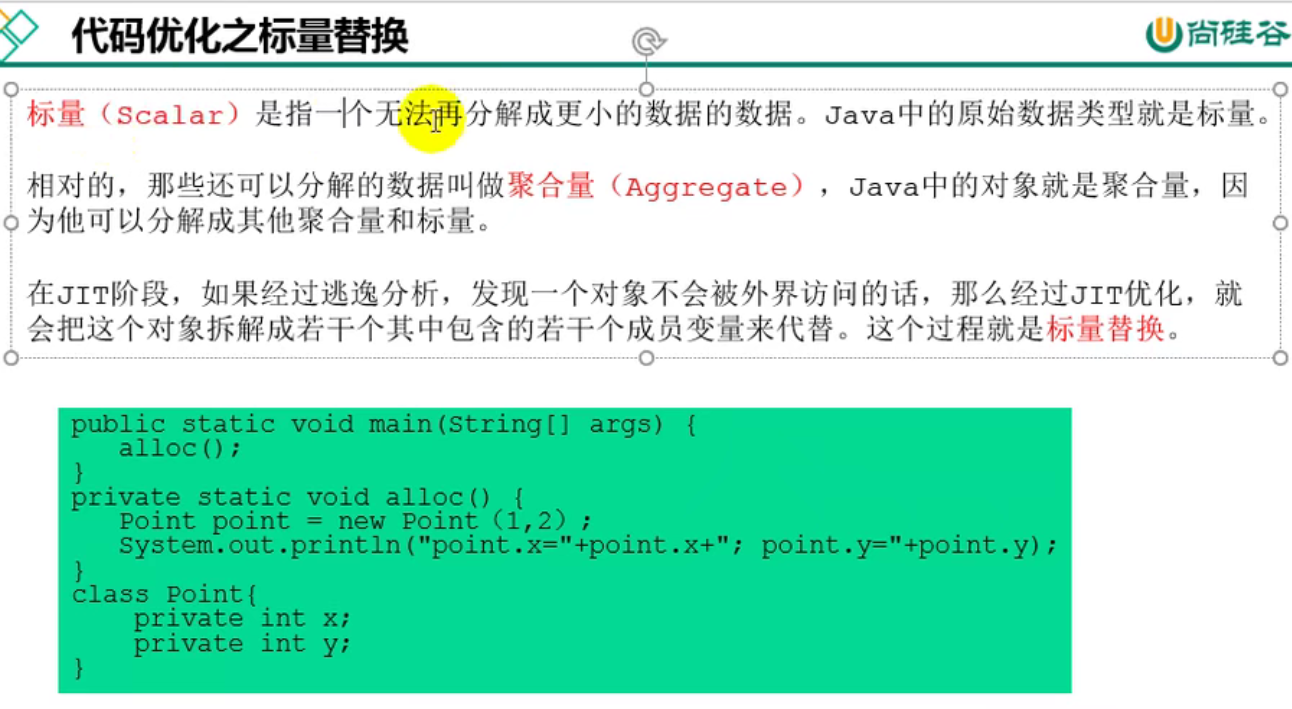 代码优化之标量替换
尚硅谷
标量（Scalar）是指一个无法再分解成更小的数据的数据。Java中的原始数据类型就是标量。
相对的，那些还可以分解的数据叫做聚合量（Aggregate），Java中的对象就是聚合量，因
为他可以分解成其他聚合量和标量。
在JIT阶段，如果经过逃逸分析，发现一个对象不会被外界访问的话，那么经过JIT优化，就
会把这个对象拆解成若干个其中包含的若干个成员变量来代替。这个过程就是标量替换。
public static void main(String[] args) {
alloc();
}
private static void alloc() {
Point point = new Point（1,2）;
System.out.println("point.x="+point.x+"; point.y="+point.y);
}
class Point{
private int x;
private int y;
}